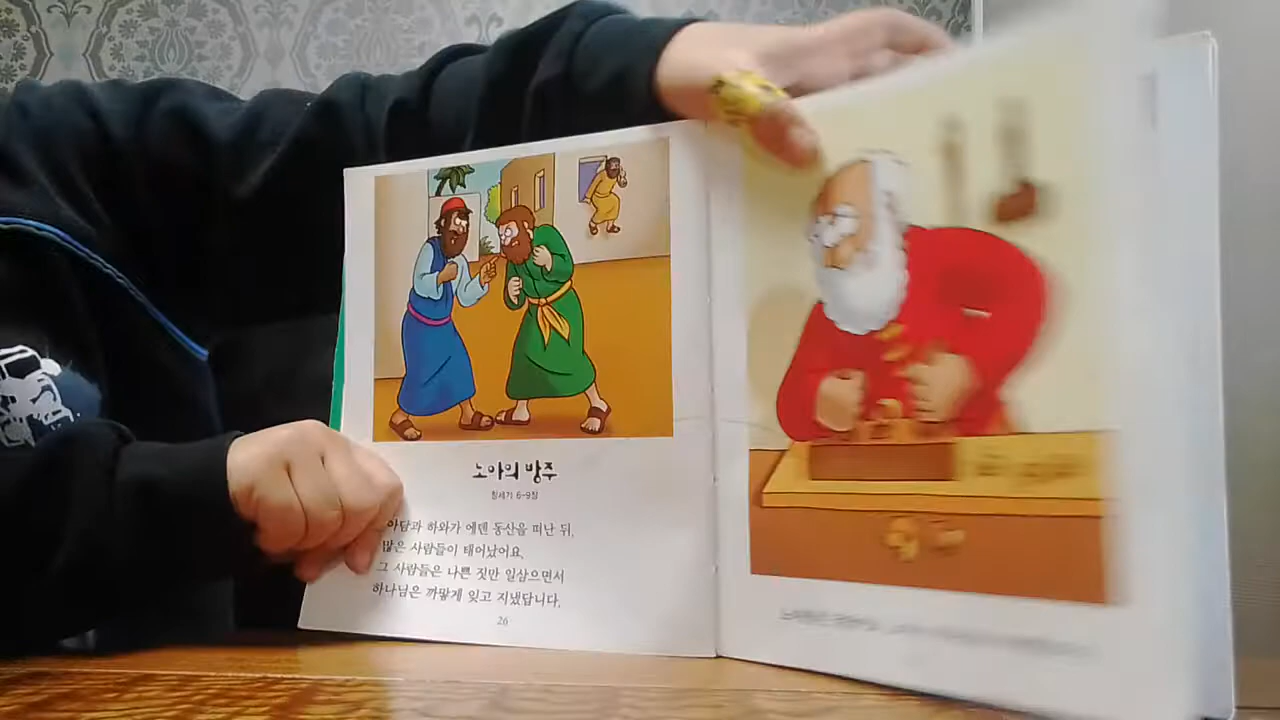 노아의 방주
창세기 6-9장
아담과 하와가 에덴 동산을 떠난 뒤,
많은 사람들이 태어났어요.
그 사람들은 나쁜 짓만 일삼으면서
하나님은 까맣게 잊고 지냈답니다.
26